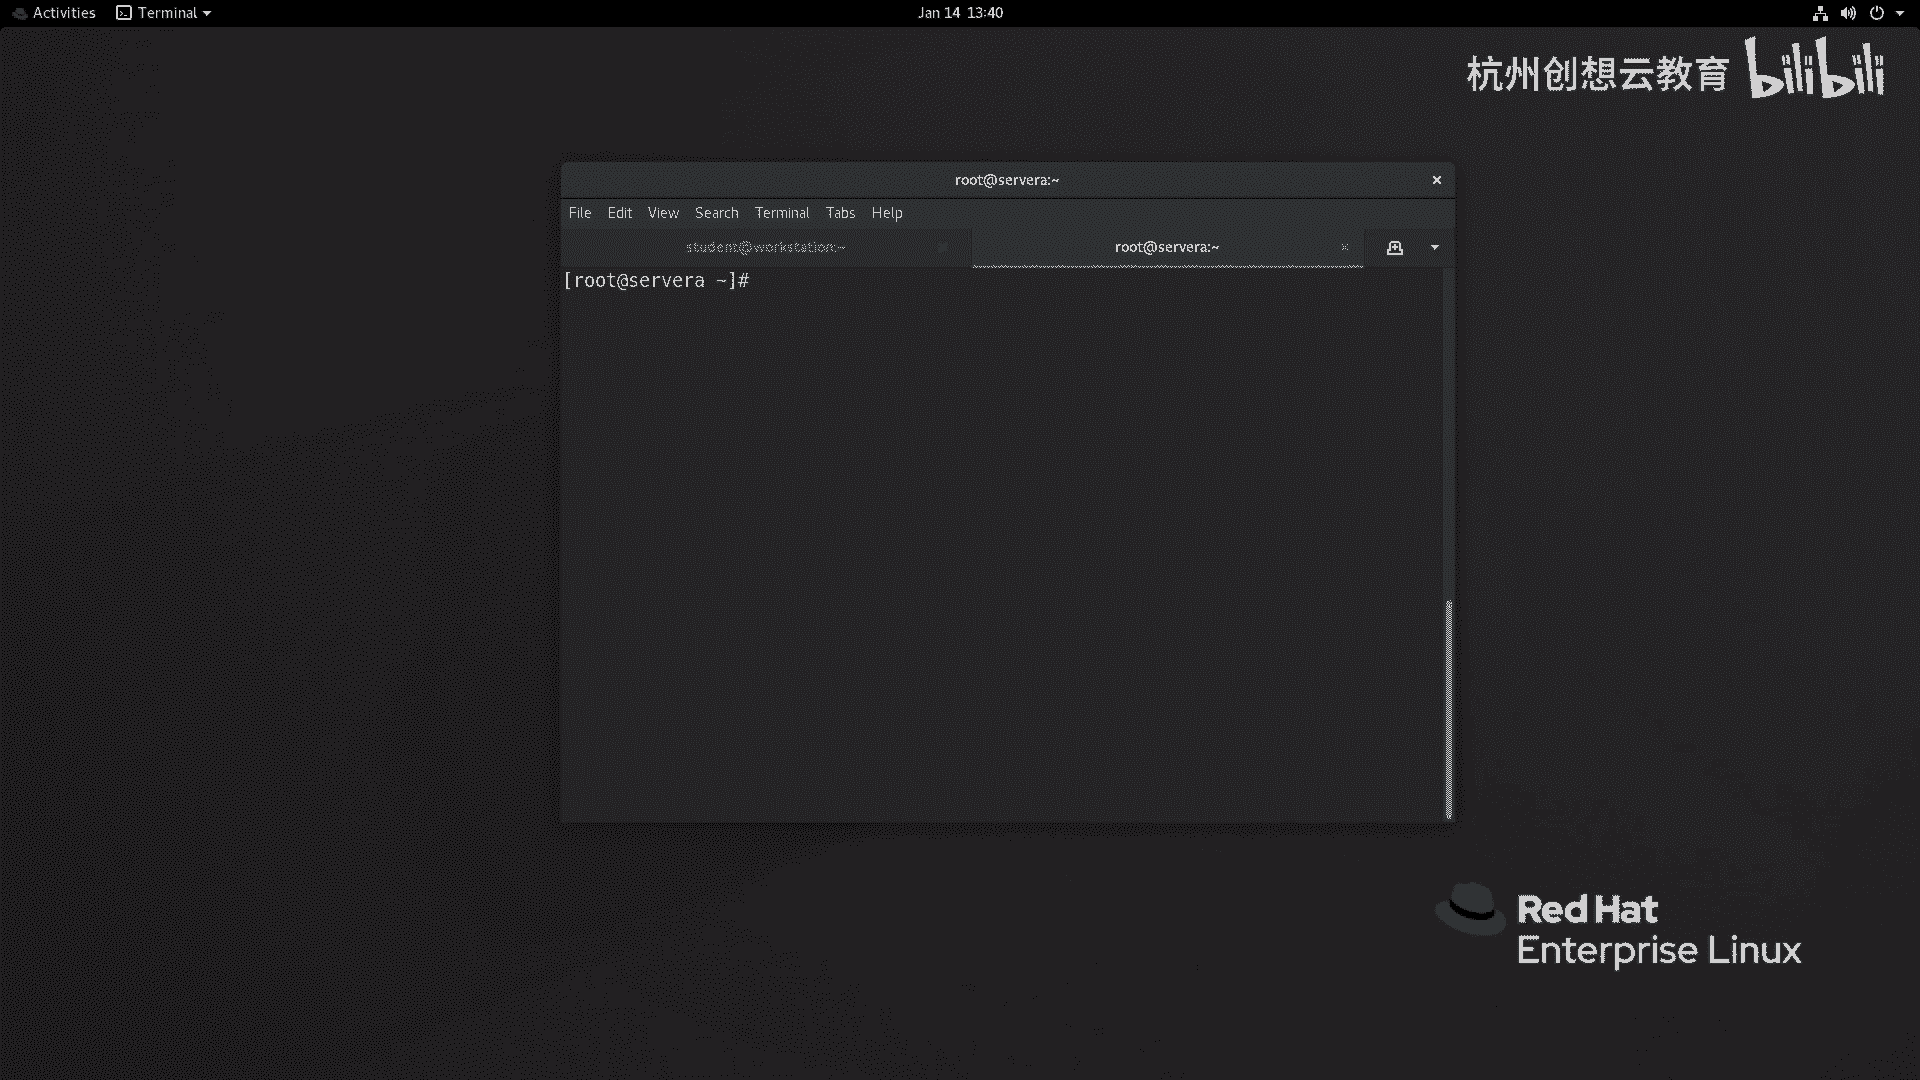 Activities Terminal Jan 14 13:40
杭州创想云教育 bilibili
root@servera:~
File Edit View Search Terminal Tabs Help
student@workstation:~ root@servera:~
[root@servera ~]#
Red Hat
Enterprise Linux